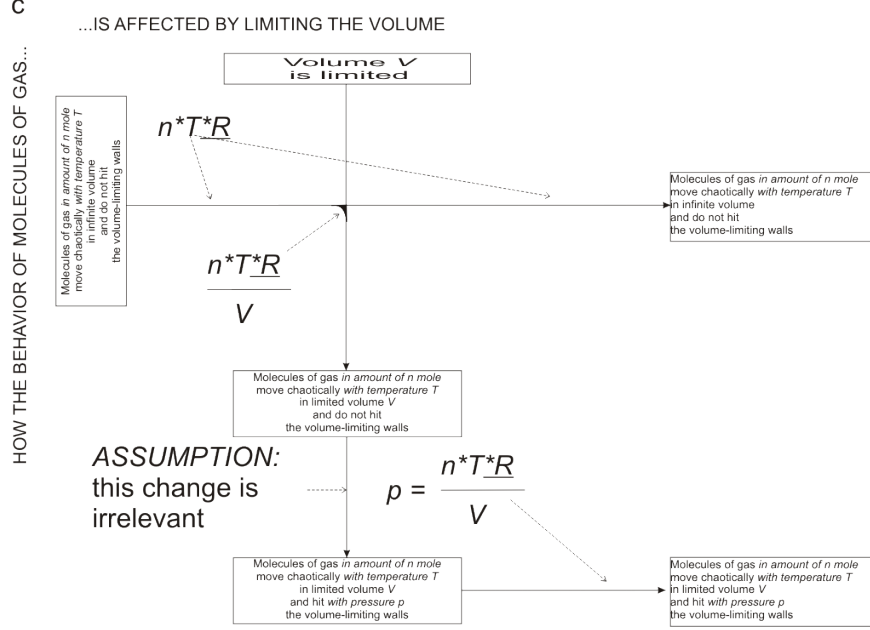 C
...IS AFFECTED BY LIMITING THE VOLUME
HOW THE BEHAVIOR OF MOLECULES OF GAS...
Volume V
is limited
Molecules of gas in amount of n mole
move chaotically with temperature T
in infinite volume
and do not hit
the volume-limiting walls
n*T*R
Molecules of gas in amount of n mole
move chaotically with temperature T
in infinite volume
and do not hit
the volume-limiting walls
n*T*R
V
Molecules of gas in amount of n mole
move chaotically with temperature T
in limited volume V
and do not hit
the volume-limiting walls
ASSUMPTION:
this change is
irrelevant
p = n*T*R
V
Molecules of gas in amount of n mole
move chaotically with temperature T
in limited volume V
and hit with pressure p
the volume-limiting walls
Molecules of gas in amount of n mole
move chaotically with temperature T
in limited volume V
and hit with pressure p
the volume-limiting walls